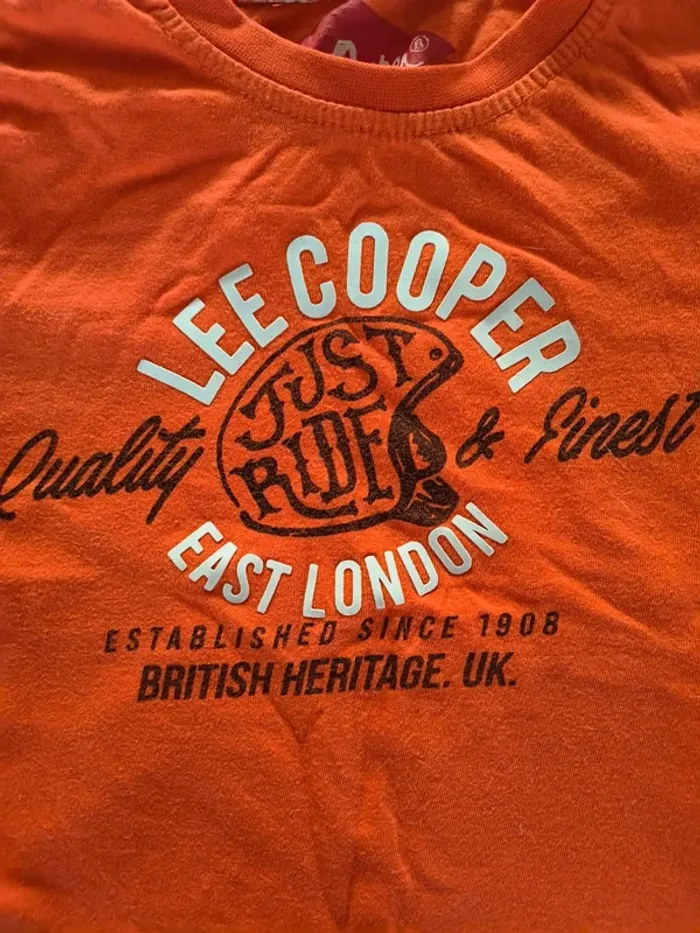 LEE COOPER
JUST
RIDE
Quality & Finest
EAST LONDON
ESTABLISHED SINCE 1908
BRITISH HERITAGE. UK.